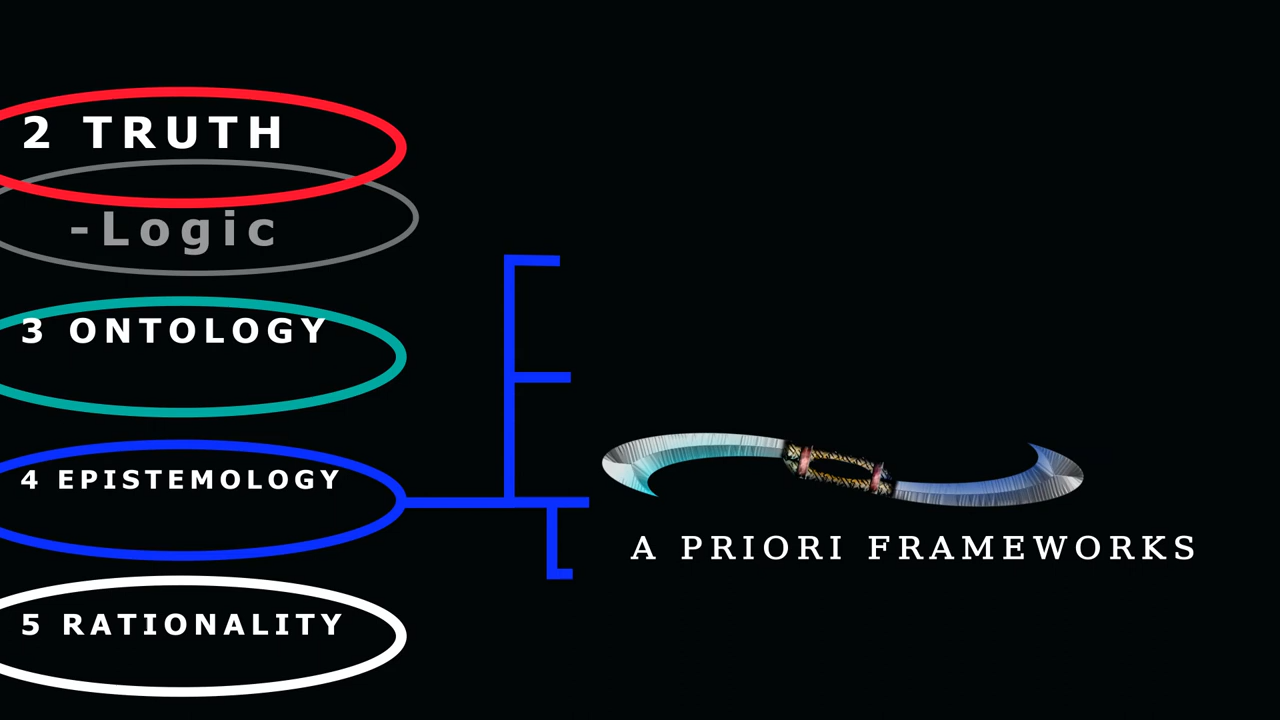 2 TRUTH
-Logic
3 ONTOLOGY
4 EPISTEMOLOGY
A PRIORI FRAMEWORKS
5 RATIONALITY